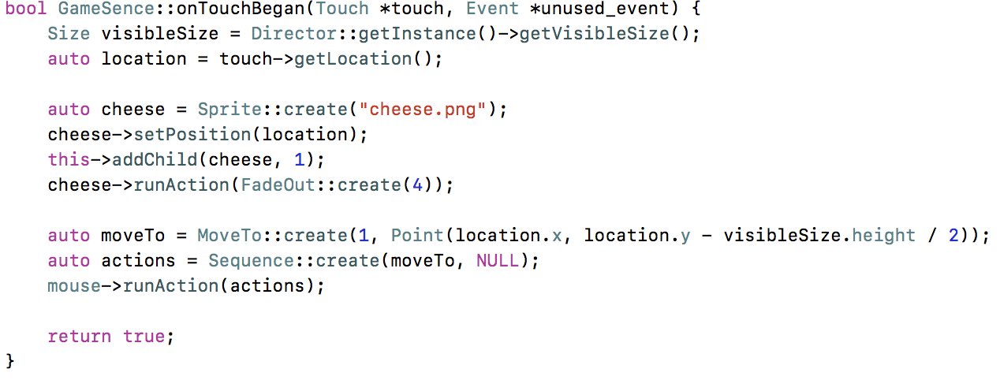 bool GameSence::onTouchBegan(Touch *touch, Event *unused_event) {
    Size visibleSize = Director::getInstance()->getVisibleSize();
    auto location = touch->getLocation();

    auto cheese = Sprite::create("cheese.png");
    cheese->setPosition(location);
    this->addChild(cheese, 1);
    cheese->runAction(FadeOut::create(4));

    auto moveTo = MoveTo::create(1, Point(location.x, location.y - visibleSize.height / 2));
    auto actions = Sequence::create(moveTo, NULL);
    mouse->runAction(actions);

    return true;
}